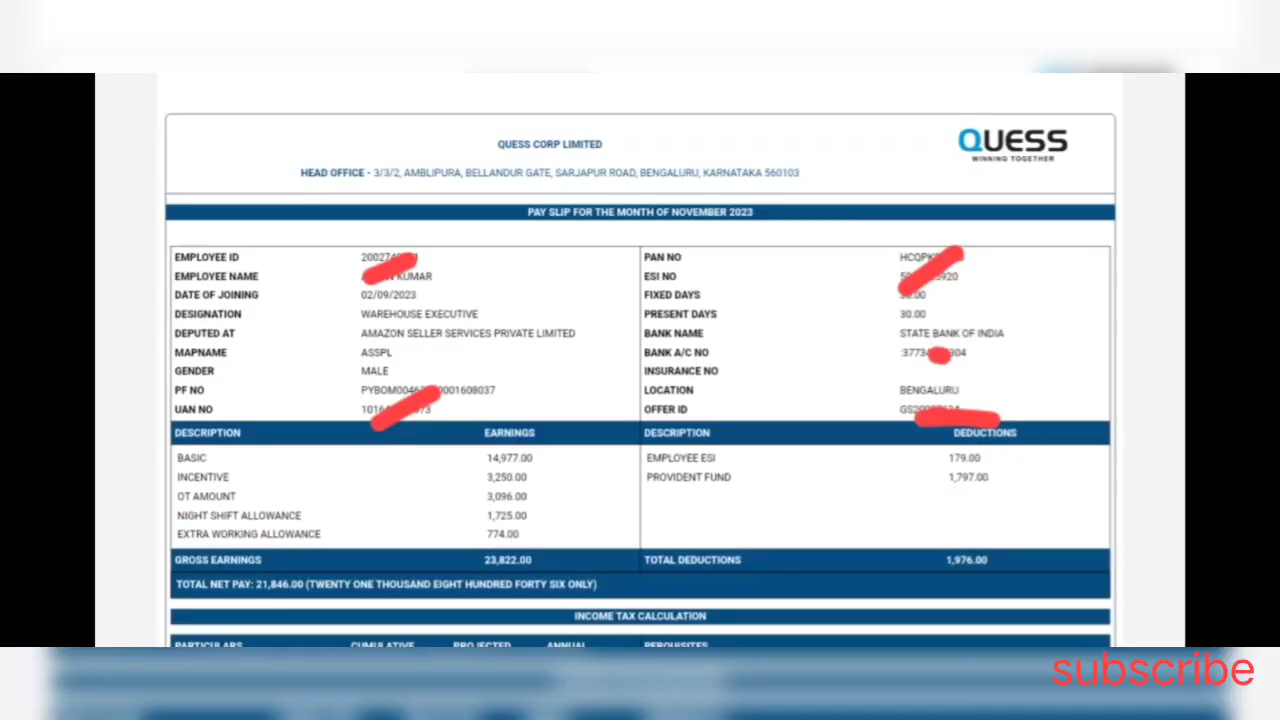 QUESS CORP LIMITED
QUESS
WINNING TOGETHER
HEAD OFFICE - 3/3/2, AMBLIPURA, BELLANDUR GATE, SARJAPUR ROAD, BENGALURU, KARNATAKA 560103
PAY SLIP FOR THE MONTH OF NOVEMBER 2023
EMPLOYEE ID PAN NO
EMPLOYEE NAME KUMAR ESI NO
DATE OF JOINING 02/09/2023 FIXED DAYS
DESIGNATION WAREHOUSE EXECUTIVE PRESENT DAYS 30.00
DEPUTED AT AMAZON SELLER SERVICES PRIVATE LIMITED BANK NAME STATE BANK OF INDIA
MAPNAME ASSPL BANK A/C NO
GENDER MALE INSURANCE NO
PF NO LOCATION BENGALURU
UAN NO OFFER ID
DESCRIPTION EARNINGS DESCRIPTION DEDUCTIONS
BASIC 14,977.00 EMPLOYEE ESI 179.00
INCENTIVE 3,250.00 PROVIDENT FUND 1,797.00
OT AMOUNT 3,096.00
NIGHT SHIFT ALLOWANCE 1,725.00
EXTRA WORKING ALLOWANCE 774.00
GROSS EARNINGS 23,822.00 TOTAL DEDUCTIONS 1,976.00
TOTAL NET PAY: 21,846.00 (TWENTY ONE THOUSAND EIGHT HUNDRED FORTY SIX ONLY)
INCOME TAX CALCULATION
PARTICULARS CUMULATIVE PROJECTED ANNUAL PERQUISITES
subscribe